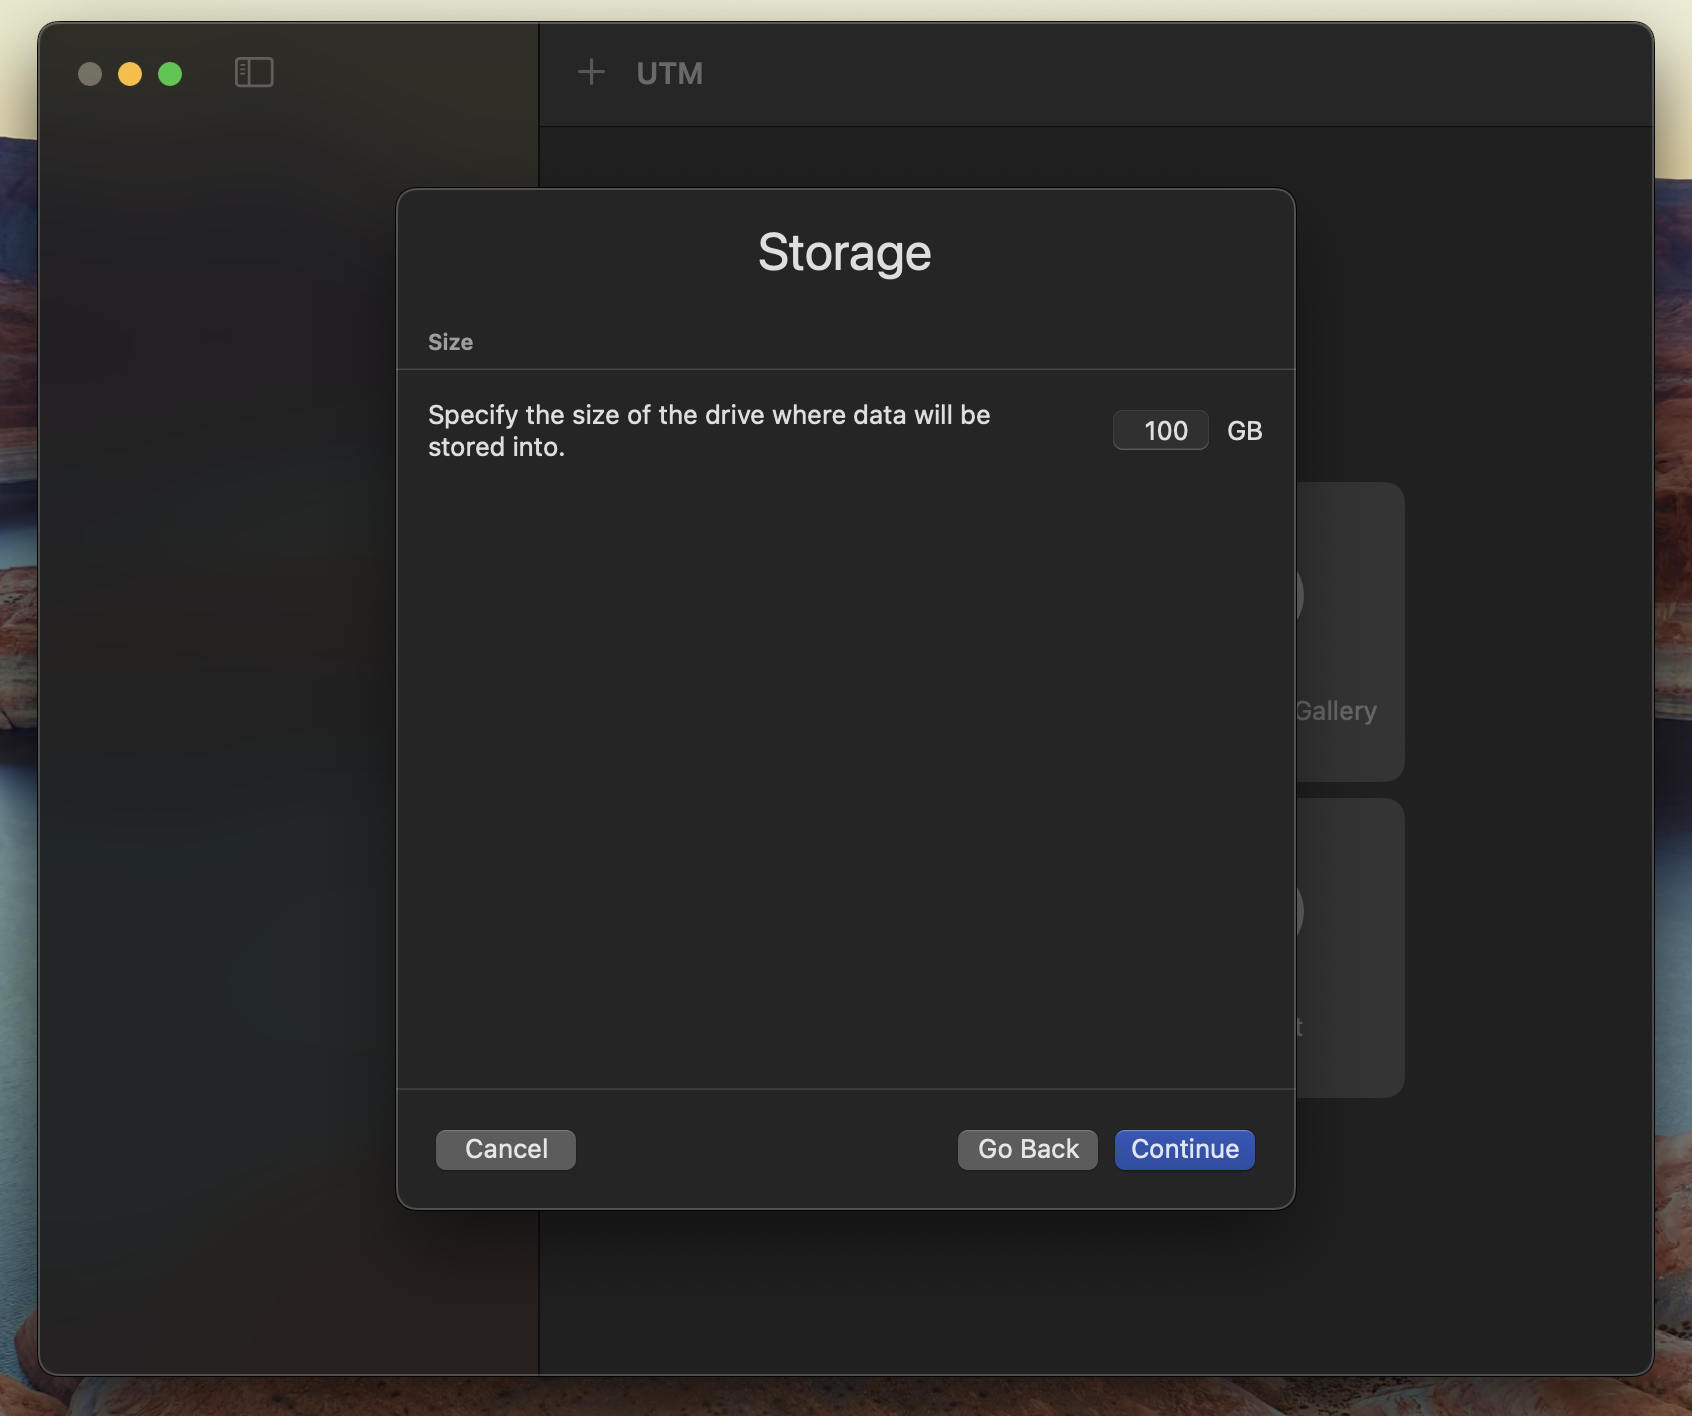 UTM
Storage
Size
Specify the size of the drive where data will be
stored into.
100 GB
Gallery
t
Cancel
Go Back
Continue